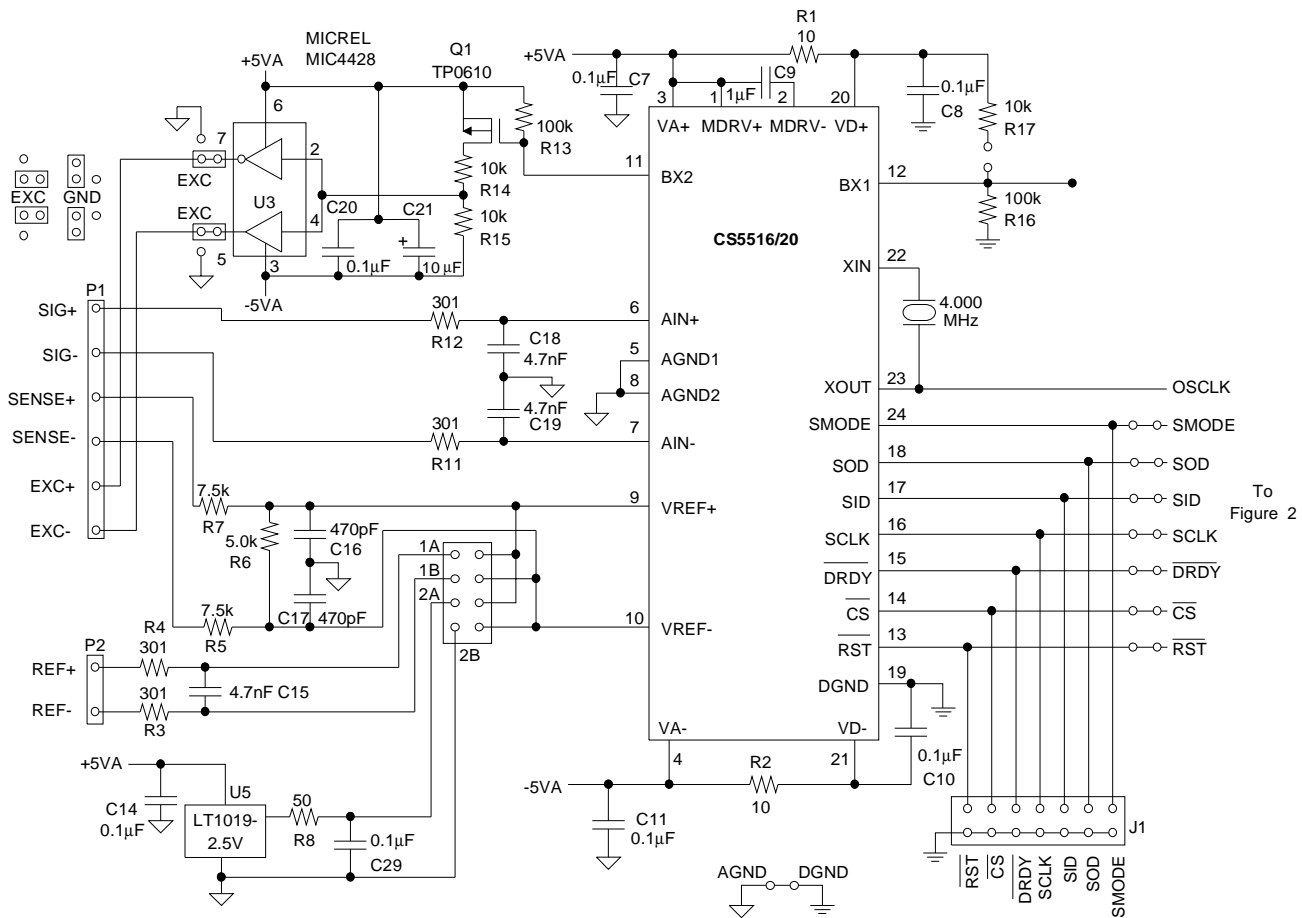 MICREL
MIC4428
+5VA
Q1
TP0610
6
7
2
100k
R13
10k
R14
EXC
U3
4
10k
R15
EXC
GND
EXC
C20
C21
+
0.1µF
10 µF
5
3
-5VA
+5VA
0.1µF
C7
R1
10
C9
1µF
3
1
2
20
0.1µF
C8
10k
R17
VA+
MDRV+
MDRV-
VD+
11
BX2
BX1
12
100k
R16
CS5516/20
XIN
22
4.000
MHz
P1
SIG+
SIG-
SENSE+
SENSE-
EXC+
EXC-
301
R12
6
AIN+
C18
4.7nF
5
AGND1
8
AGND2
4.7nF
C19
301
R11
7
AIN-
XOUT
23
OSCLK
SMODE
24
SMODE
SOD
18
SOD
SID
17
SID
SCLK
16
SCLK
DRDY
15
DRDY
CS
14
CS
RST
13
RST
To
Figure 2
7.5k
R7
9
VREF+
5.0k
R6
470pF
C16
1A
1B
2A
2B
C17
470pF
7.5k
R5
10
VREF-
P2
REF+
REF-
R4
301
301
R3
4.7nF C15
DGND
19
VA-
VD-
4
21
0.1µF
C10
-5VA
R2
10
C11
0.1µF
+5VA
C14
0.1µF
U5
LT1019-
2.5V
50
R8
0.1µF
C29
AGND
DGND
J1
RST
CS
DRDY
SCLK
SID
SOD
SMODE